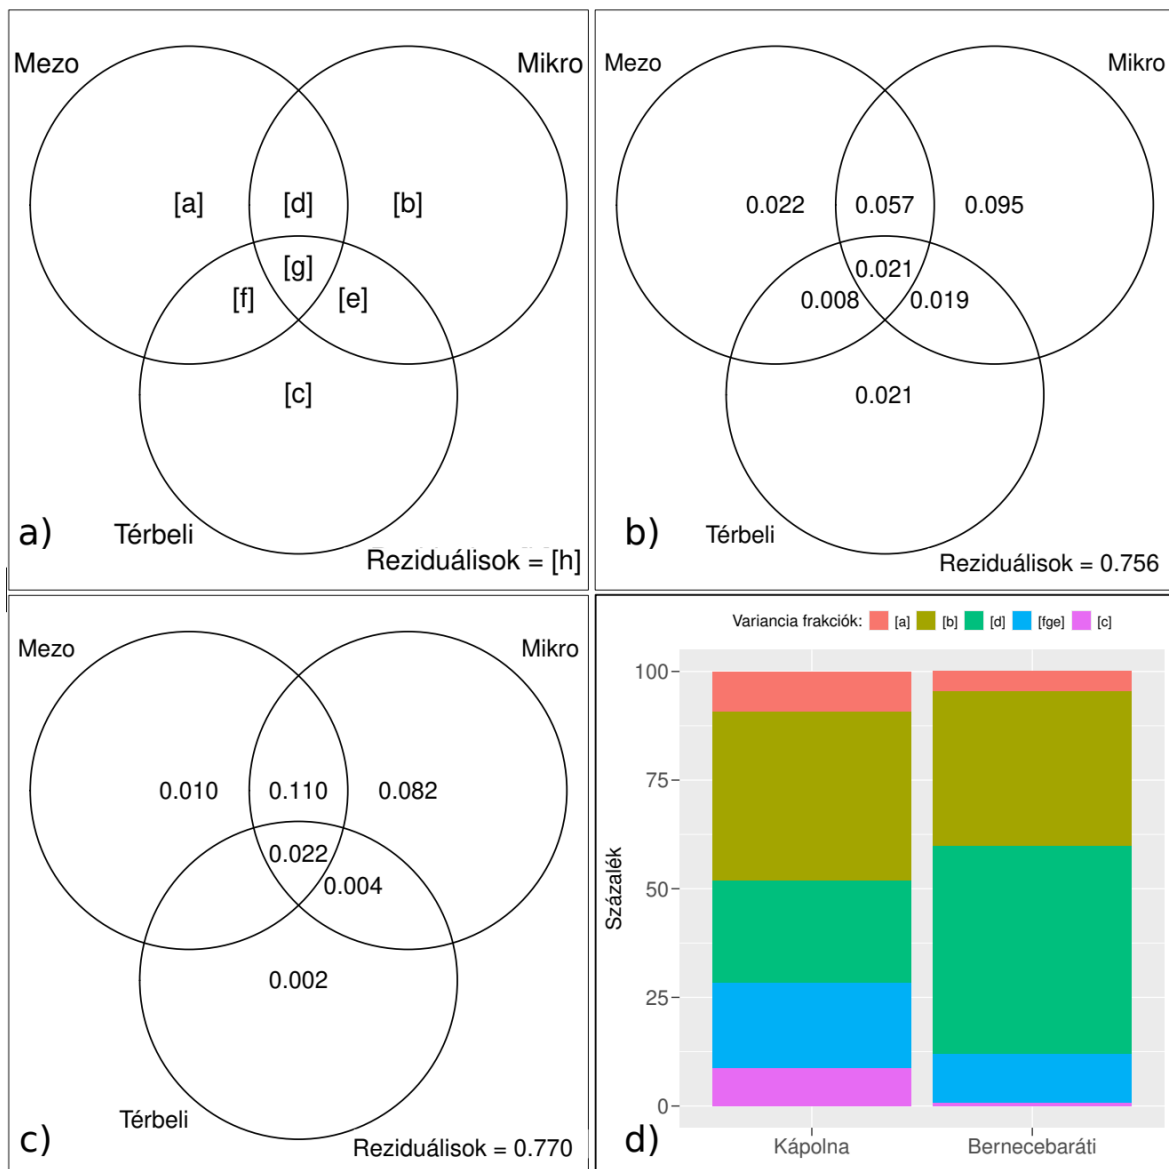 Mezo
Mikro
[a]
[d]
[b]
[g]
[f]
[e]
[c]
a)
Térbeli
Reziduálisok = [h]
Mezo
Mikro
0.022
0.057
0.095
0.021
0.008
0.019
0.021
b)
Térbeli
Reziduálisok = 0.756
Mezo
Mikro
0.010
0.110
0.082
0.022
0.004
0.002
Térbeli
c)
Reziduálisok = 0.770
Variancia frakciók: [a] [b] [d] [fge] [c]
100
75
50
25
0
Százalék
d)
Kápolna
Bernecebaráti